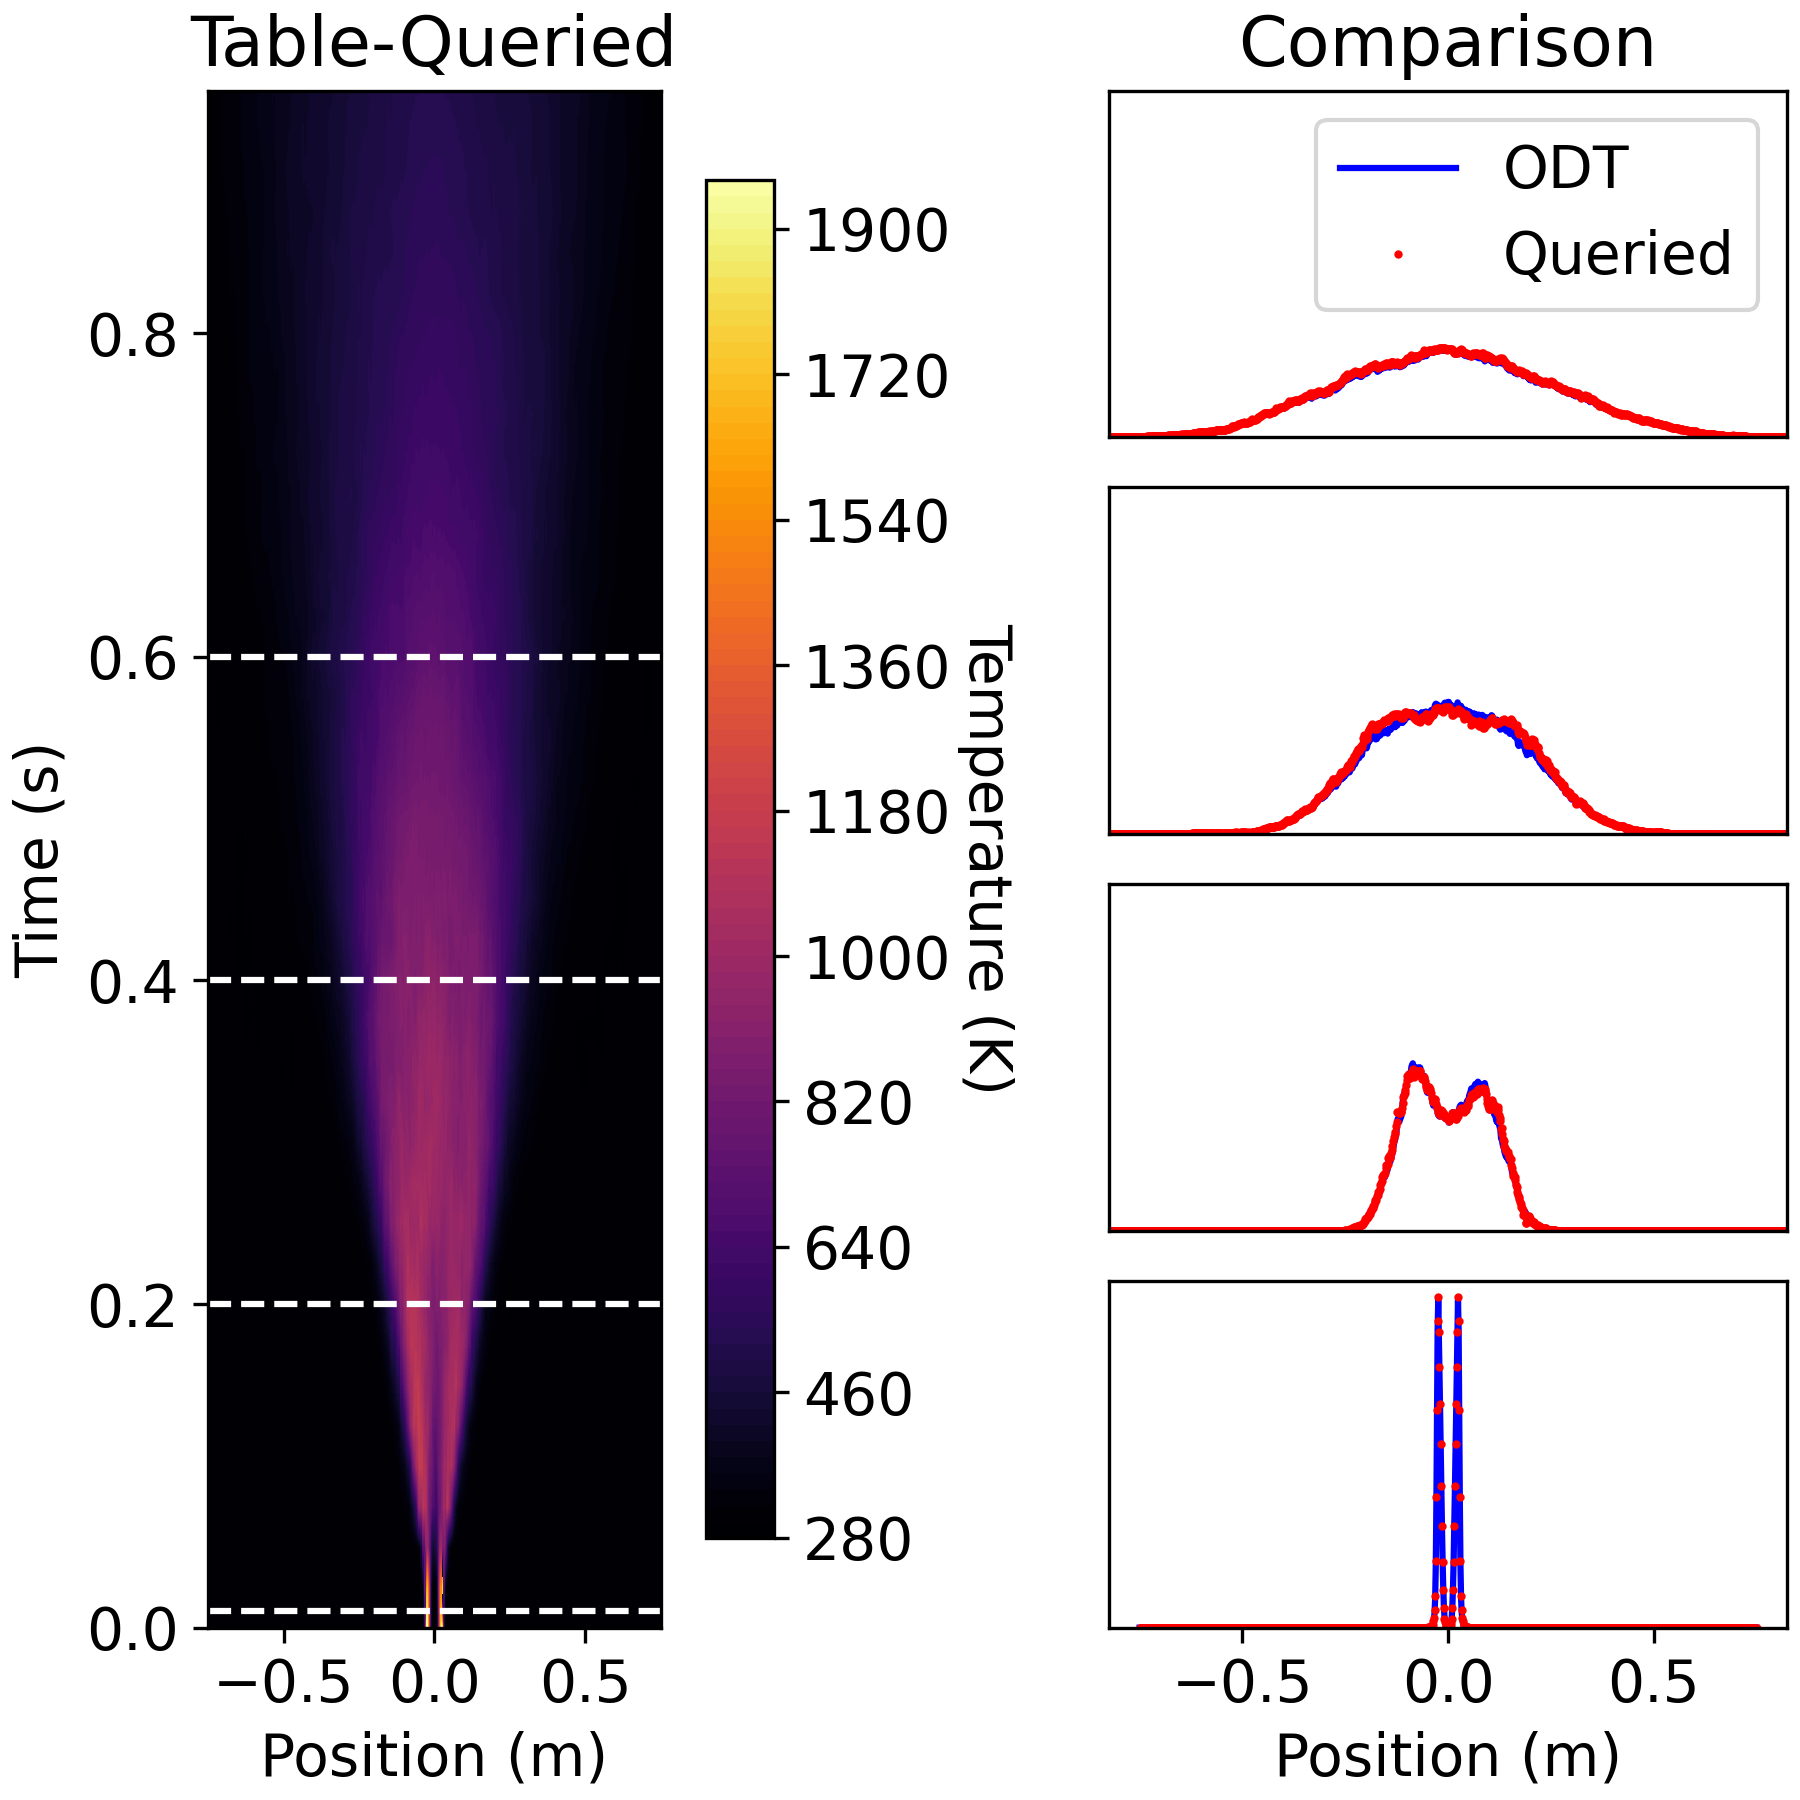 Table-Queried
Time (s)
0.8
0.6
0.4
0.2
0.0
−0.5 0.0 0.5
Position (m)
1900
1720
1540
1360
1180
1000
820
640
460
280
Temperature (K)
Comparison
ODT
Queried
−0.5 0.0 0.5
Position (m)